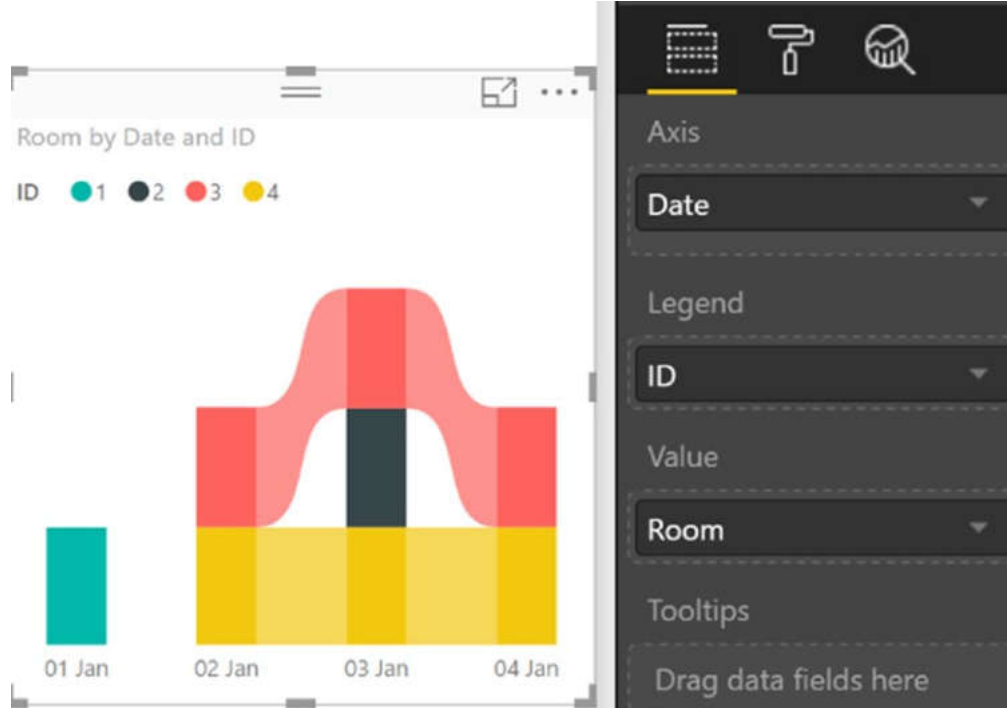 Room by Date and ID
ID 1 2 3 4
01 Jan 02 Jan 03 Jan 04 Jan
Axis
Date
Legend
ID
Value
Room
Tooltips
Drag data fields here